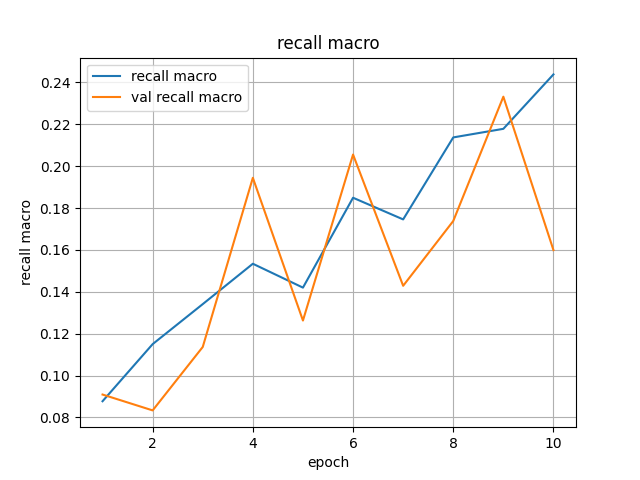 recall macro
recall macro
val recall macro
0.24
0.22
0.20
0.18
0.16
0.14
0.12
0.10
0.08
recall macro
2 4 6 8 10
epoch